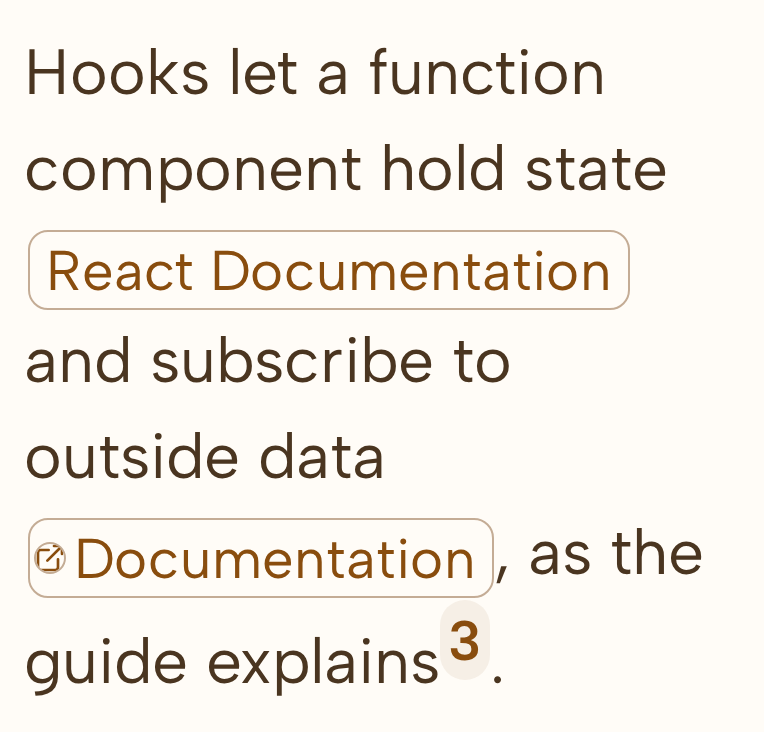 Hooks let a function
component hold state
React Documentation
and subscribe to
outside data
Documentation, as the
guide explains3.